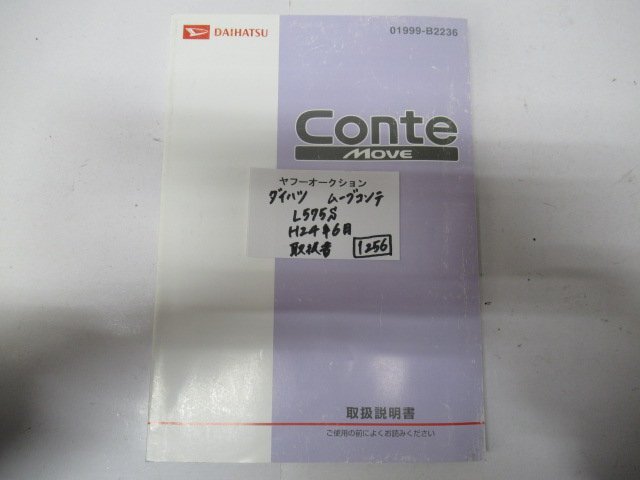 DAIHATSU
01999-B2236
Conte
MOVE
ヤフーオークション
ダイハツ ムーブコンテ
L575S
H24年6月
取扱書 1256
取扱説明書
ご使用の前によくお読みください